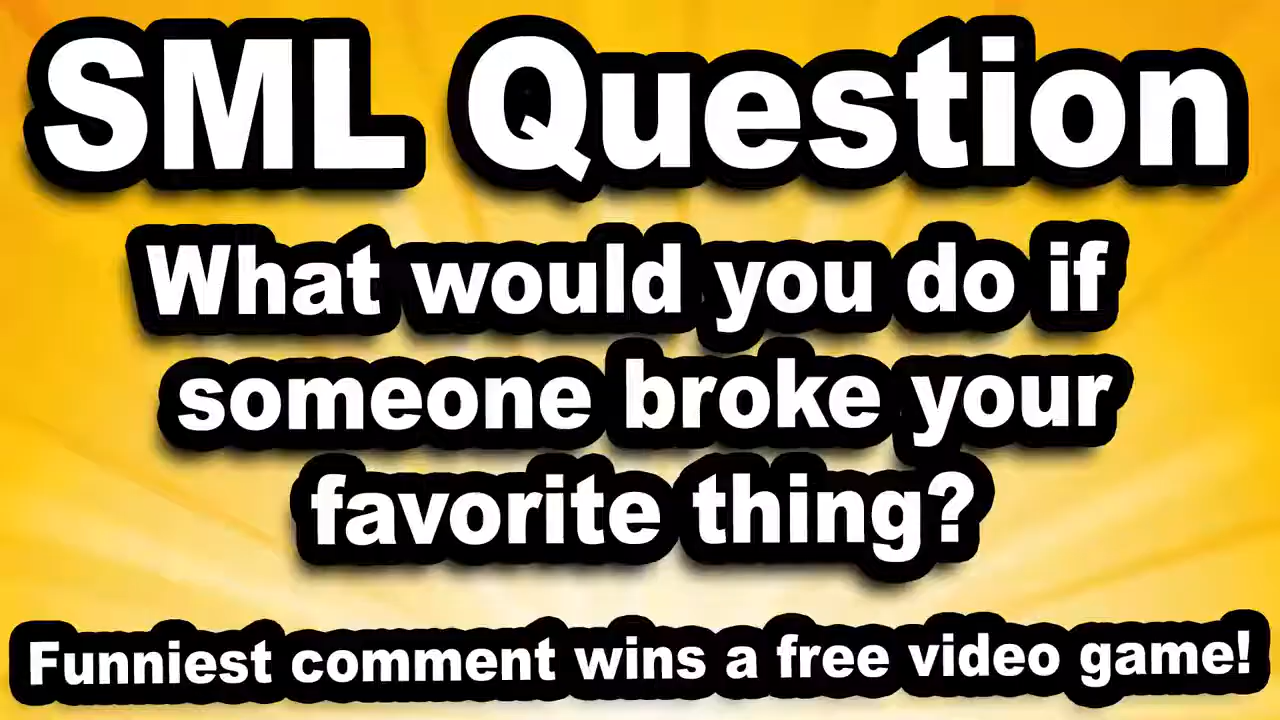 SML Question
What would you do if
someone broke your
favorite thing?
Funniest comment wins a free video game!